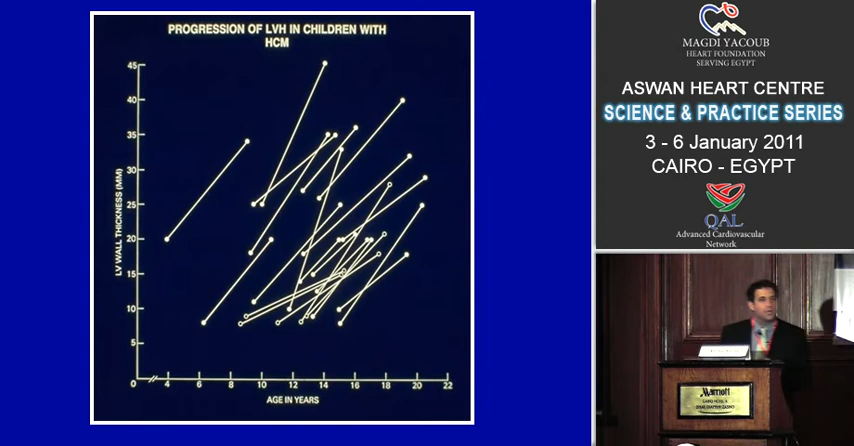 PROGRESSION OF LVH IN CHILDREN WITH
HCM
45
40
35
30
25
20
15
10
5
0
LV WALL THICKNESS (MM)
4 6 8 10 12 14 16 18 20 22
AGE IN YEARS
MAGDI YACOUB
HEART FOUNDATION
SERVING EGYPT
ASWAN HEART CENTRE
SCIENCE & PRACTICE SERIES
3 - 6 January 2011
CAIRO - EGYPT
QAL
Advanced Cardiovascular
Network
Marriott